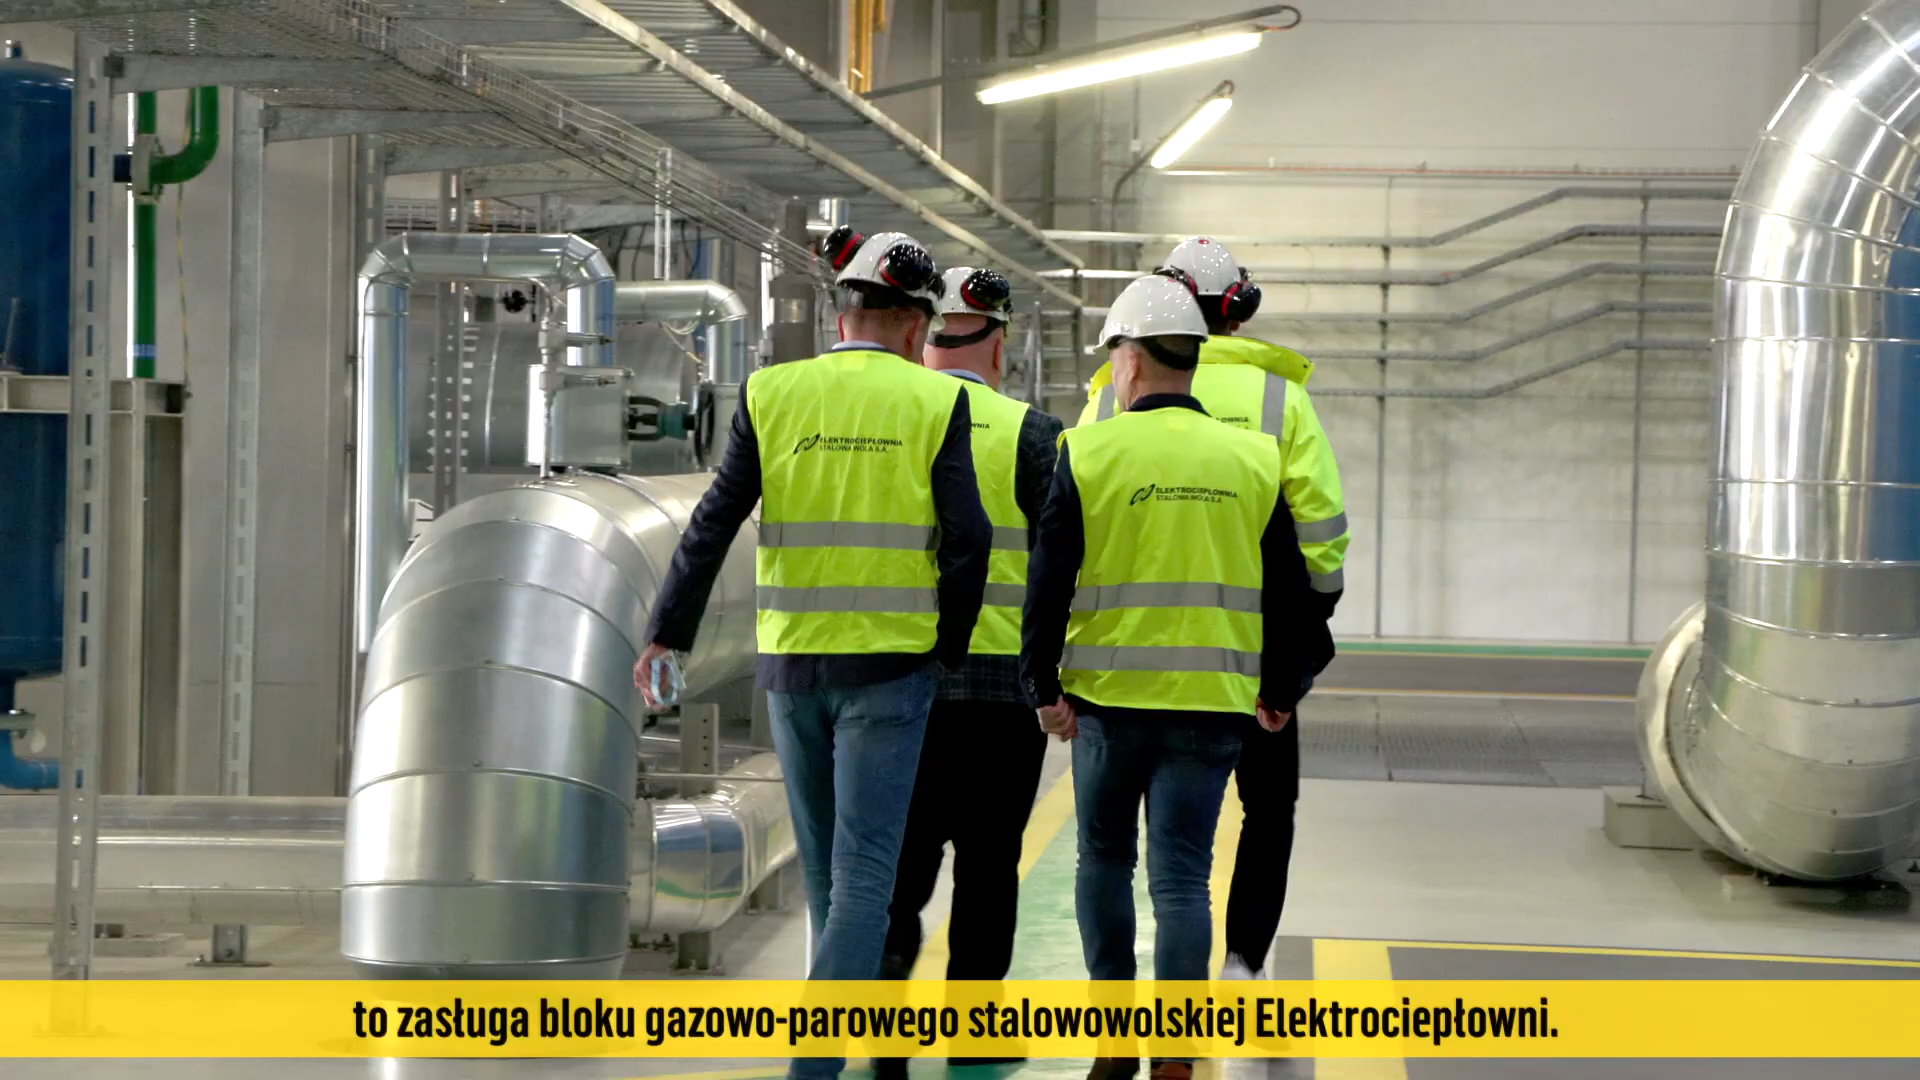 ELEKTROCIEPŁOWNIA
STALOWA WOLA S.A.
ELEKTROCIEPŁOWNIA
STALOWA WOLA S.A.
to zasługa bloku gazowo-parowego stalowowolskiej Elektrociepłowni.